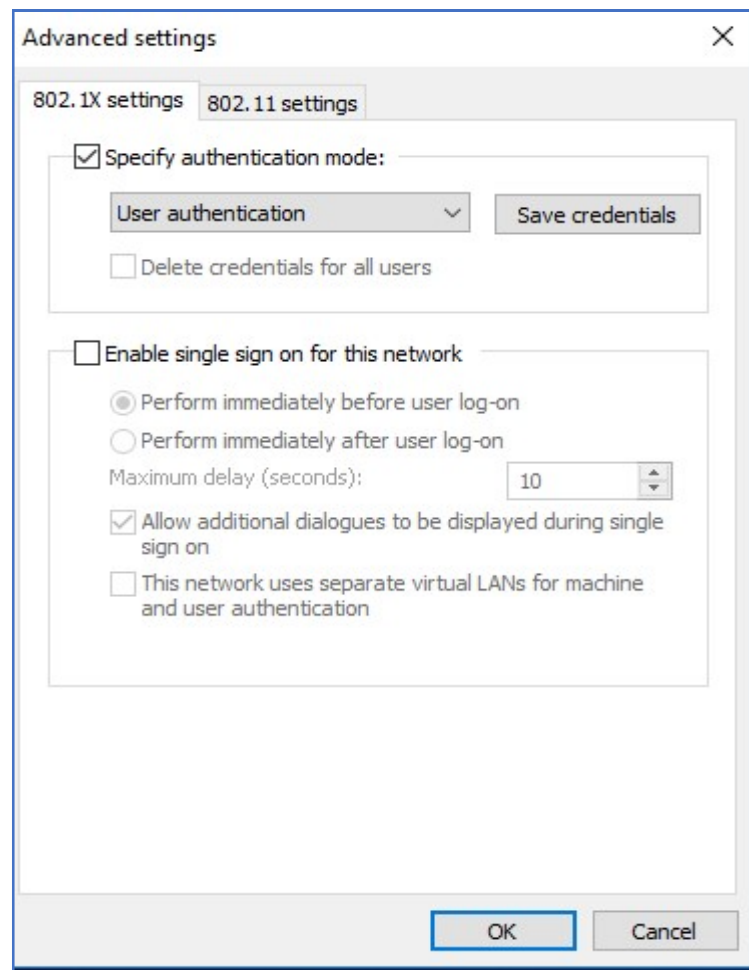 Advanced settings
802.1X settings
802.11 settings
Specify authentication mode:
User authentication
Save credentials
Delete credentials for all users
Enable single sign on for this network
Perform immediately before user log-on
Perform immediately after user log-on
Maximum delay (seconds):
10
Allow additional dialogues to be displayed during single
sign on
This network uses separate virtual LANs for machine
and user authentication
OK
Cancel